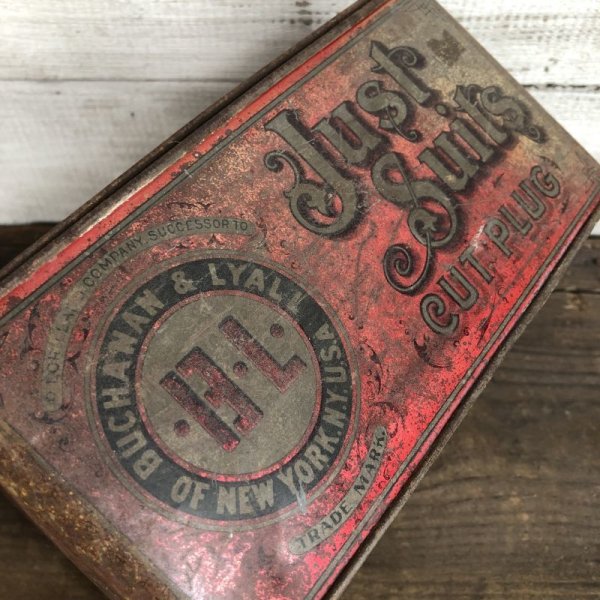 Just
Suits
CUT PLUG
COMPANY, SUCCESSOR TO
BUCHANAN & LYALL
OF NEW YORK N.Y. U.S.A
B. L.
TRADE MARK